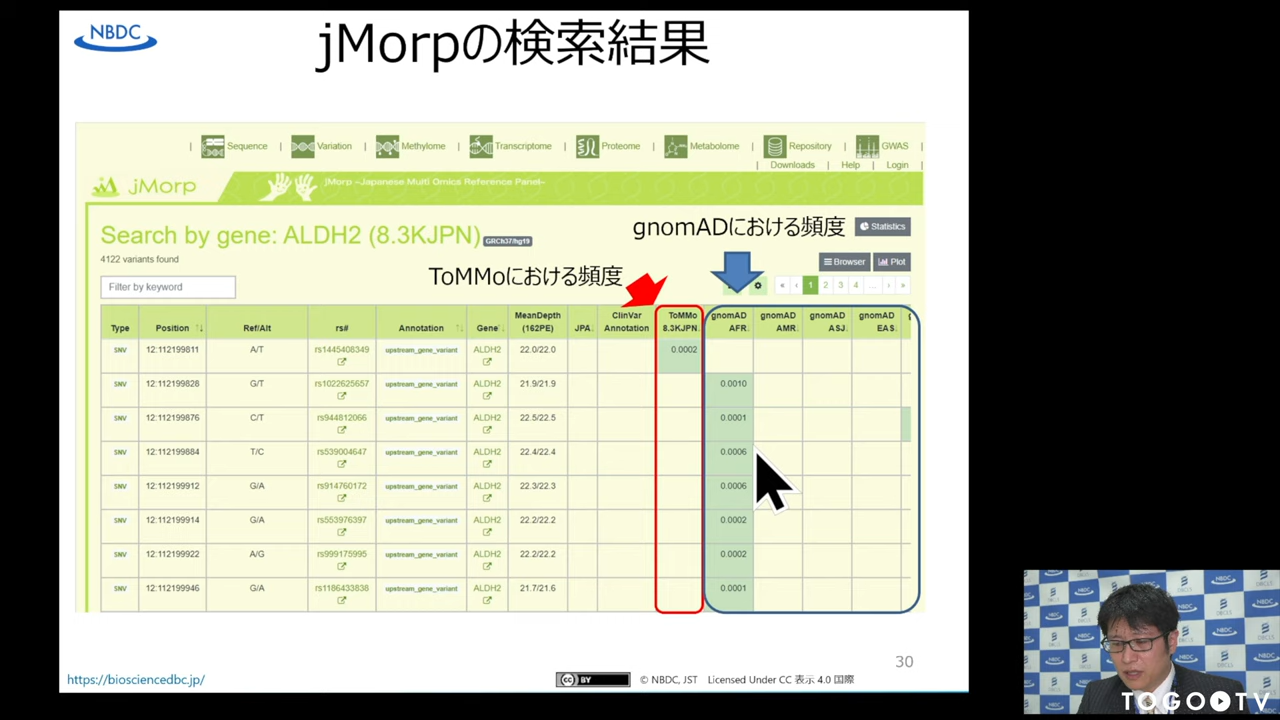 NBDC
jMorpの検索結果
Sequence | Variation | Methylome | Transcriptome | Proteome | Metabolome | Repository | GWAS |
| Downloads | Help | Login |
jMorp
jMorp -Japanese Multi Omics Reference Panel-
Search by gene: ALDH2 (8.3KJPN) GRCh37/hg19
gnomADにおける頻度
Statistics
4122 variants found
Browser Plot
ToMMoにおける頻度
Filter by keyword
« ‹ 1 2 3 4 ... › »
Type Position Ref/Alt rs# Annotation Gene MeanDepth (162PE) JPA ClinVar Annotation ToMMo 8.3KJPN gnomAD AFR gnomAD AMR gnomAD ASJ gnomAD EAS
SNV 12:112199811 A/T rs1445408349 upstream_gene_variant ALDH2 22.0/22.0 0.0002
SNV 12:112199828 G/T rs1022625657 upstream_gene_variant ALDH2 21.9/21.9 0.0010
SNV 12:112199876 C/T rs944812066 upstream_gene_variant ALDH2 22.5/22.5 0.0001
SNV 12:112199884 T/C rs539004647 upstream_gene_variant ALDH2 22.4/22.4 0.0006
SNV 12:112199912 G/A rs914760172 upstream_gene_variant ALDH2 22.3/22.3 0.0006
SNV 12:112199914 G/A rs553976397 upstream_gene_variant ALDH2 22.2/22.2 0.0002
SNV 12:112199922 A/G rs999175995 upstream_gene_variant ALDH2 22.2/22.2 0.0002
SNV 12:112199946 G/A rs1186433838 upstream_gene_variant ALDH2 21.7/21.6 0.0001
30
https://biosciencedbc.jp/
cc BY
© NBDC, JST Licensed Under CC 表示 4.0 国際
TOGOTV